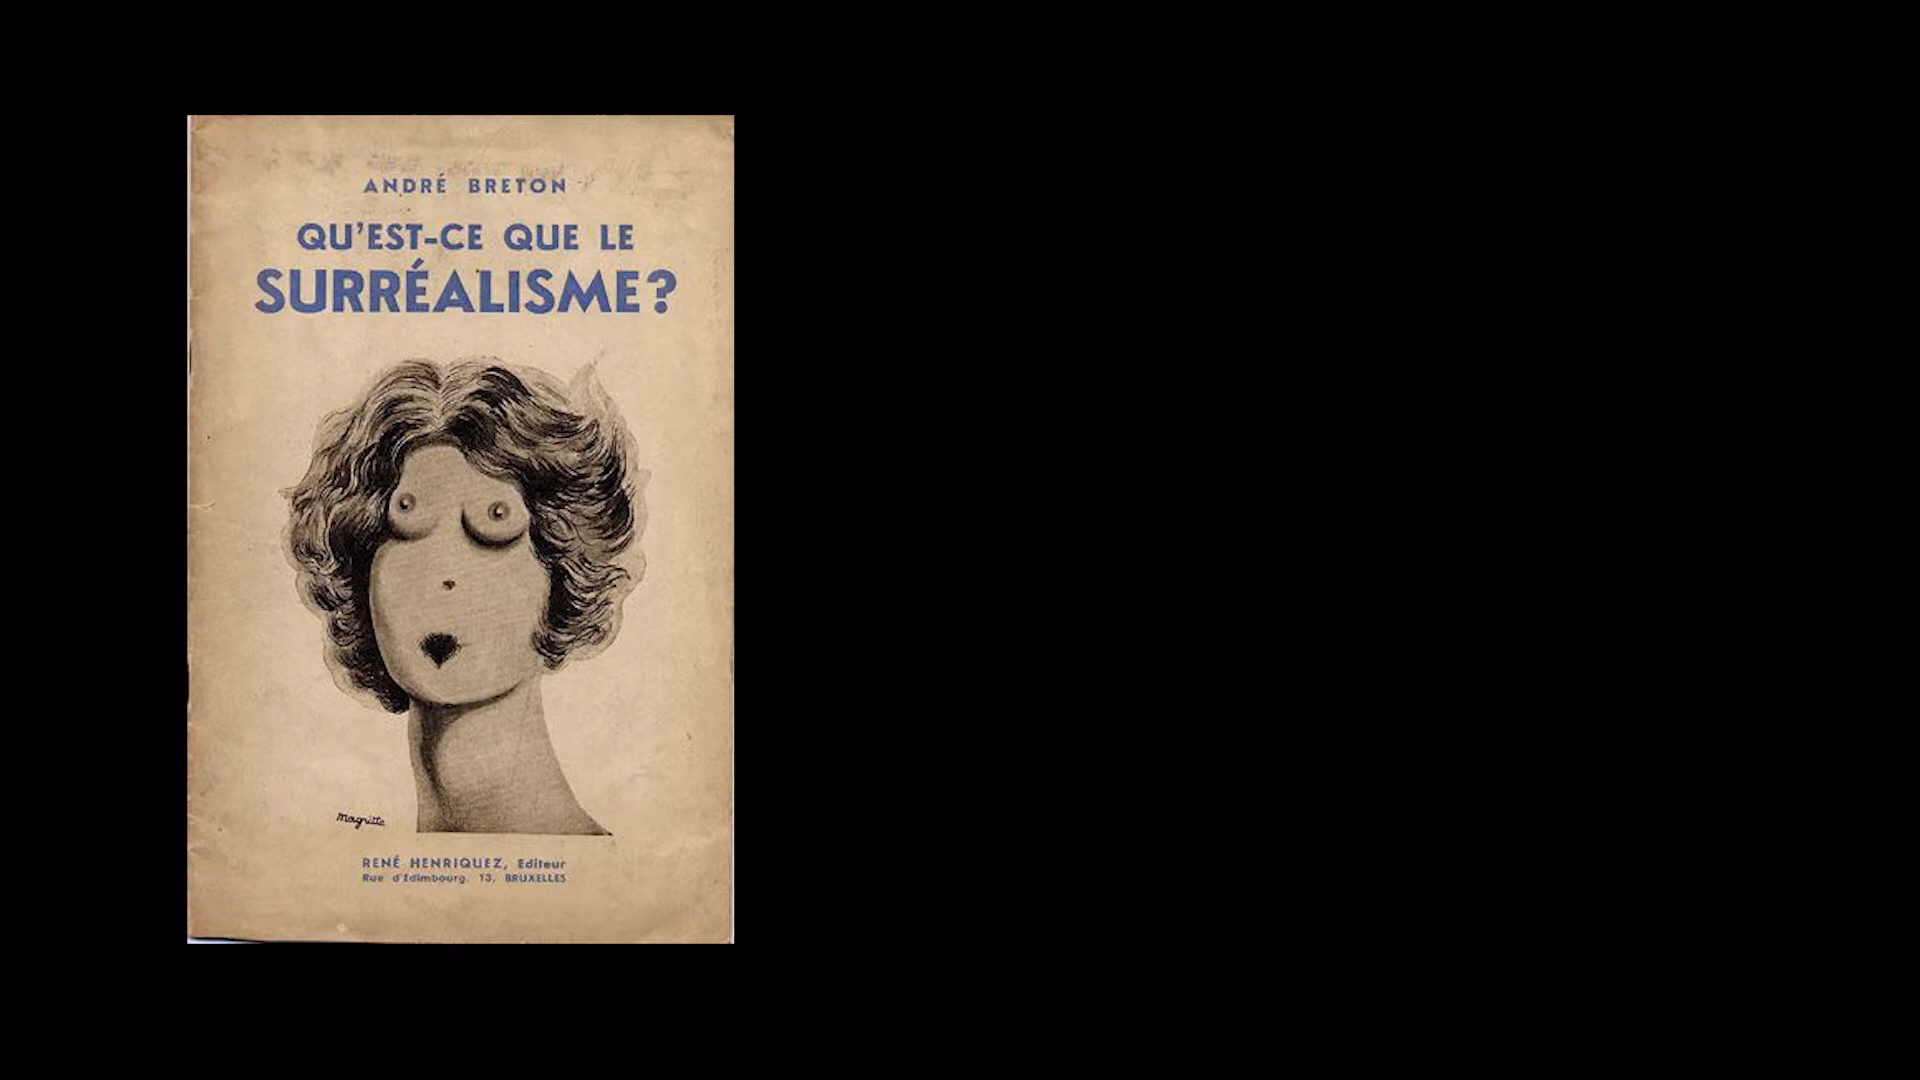 ANDRÉ BRETON
QU'EST-CE QUE LE
SURRÉALISME?
Magritte
RENÉ HENRIQUEZ, Editeur
Rue d'Edimbourg, 13, BRUXELLES